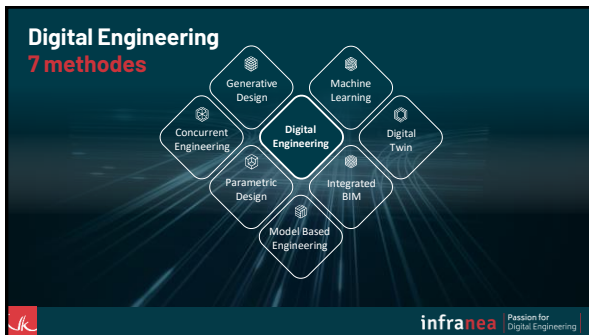 Digital Engineering
7 methodes
Generative
Design
Machine
Learning
Concurrent
Engineering
Digital
Engineering
Digital
Twin
Parametric
Design
Integrated
BIM
Model Based
Engineering
infranea
Passion for
Digital Engineering